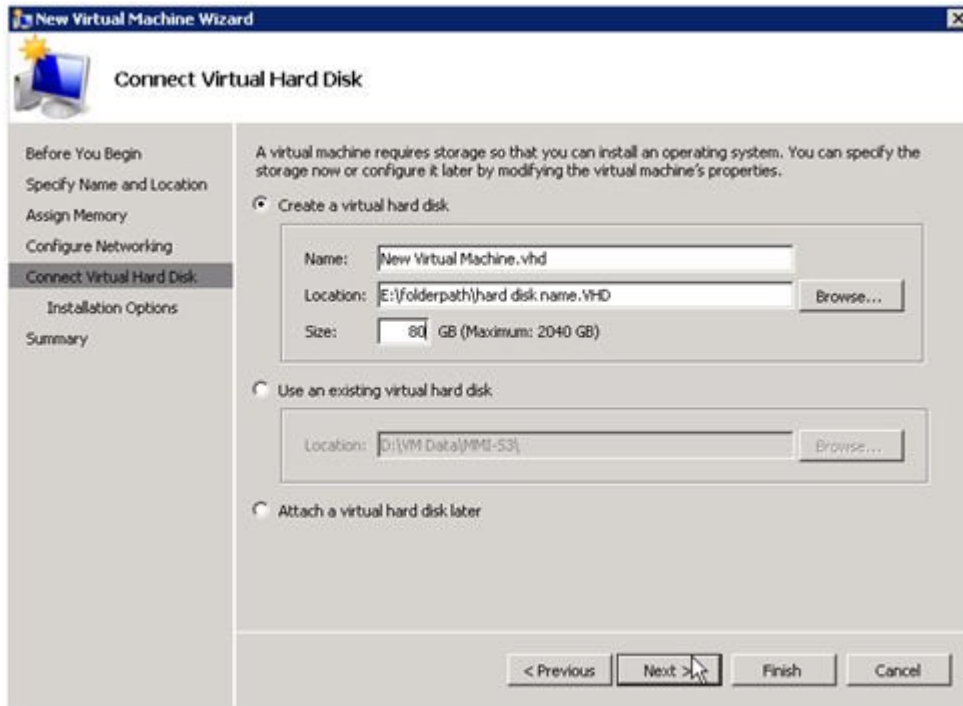 New Virtual Machine Wizard
Connect Virtual Hard Disk
Before You Begin
Specify Name and Location
Assign Memory
Configure Networking
Connect Virtual Hard Disk
Installation Options
Summary
A virtual machine requires storage so that you can install an operating system. You can specify the
storage now or configure it later by modifying the virtual machine's properties.
Create a virtual hard disk
Name: New Virtual Machine.vhd
Location: E:\folderpath\hard disk name.VHD Browse...
Size: 80 GB (Maximum: 2040 GB)
Use an existing virtual hard disk
Location: D:\VM Data\MMI-S3\ Browse...
Attach a virtual hard disk later
< Previous Next > Finish Cancel